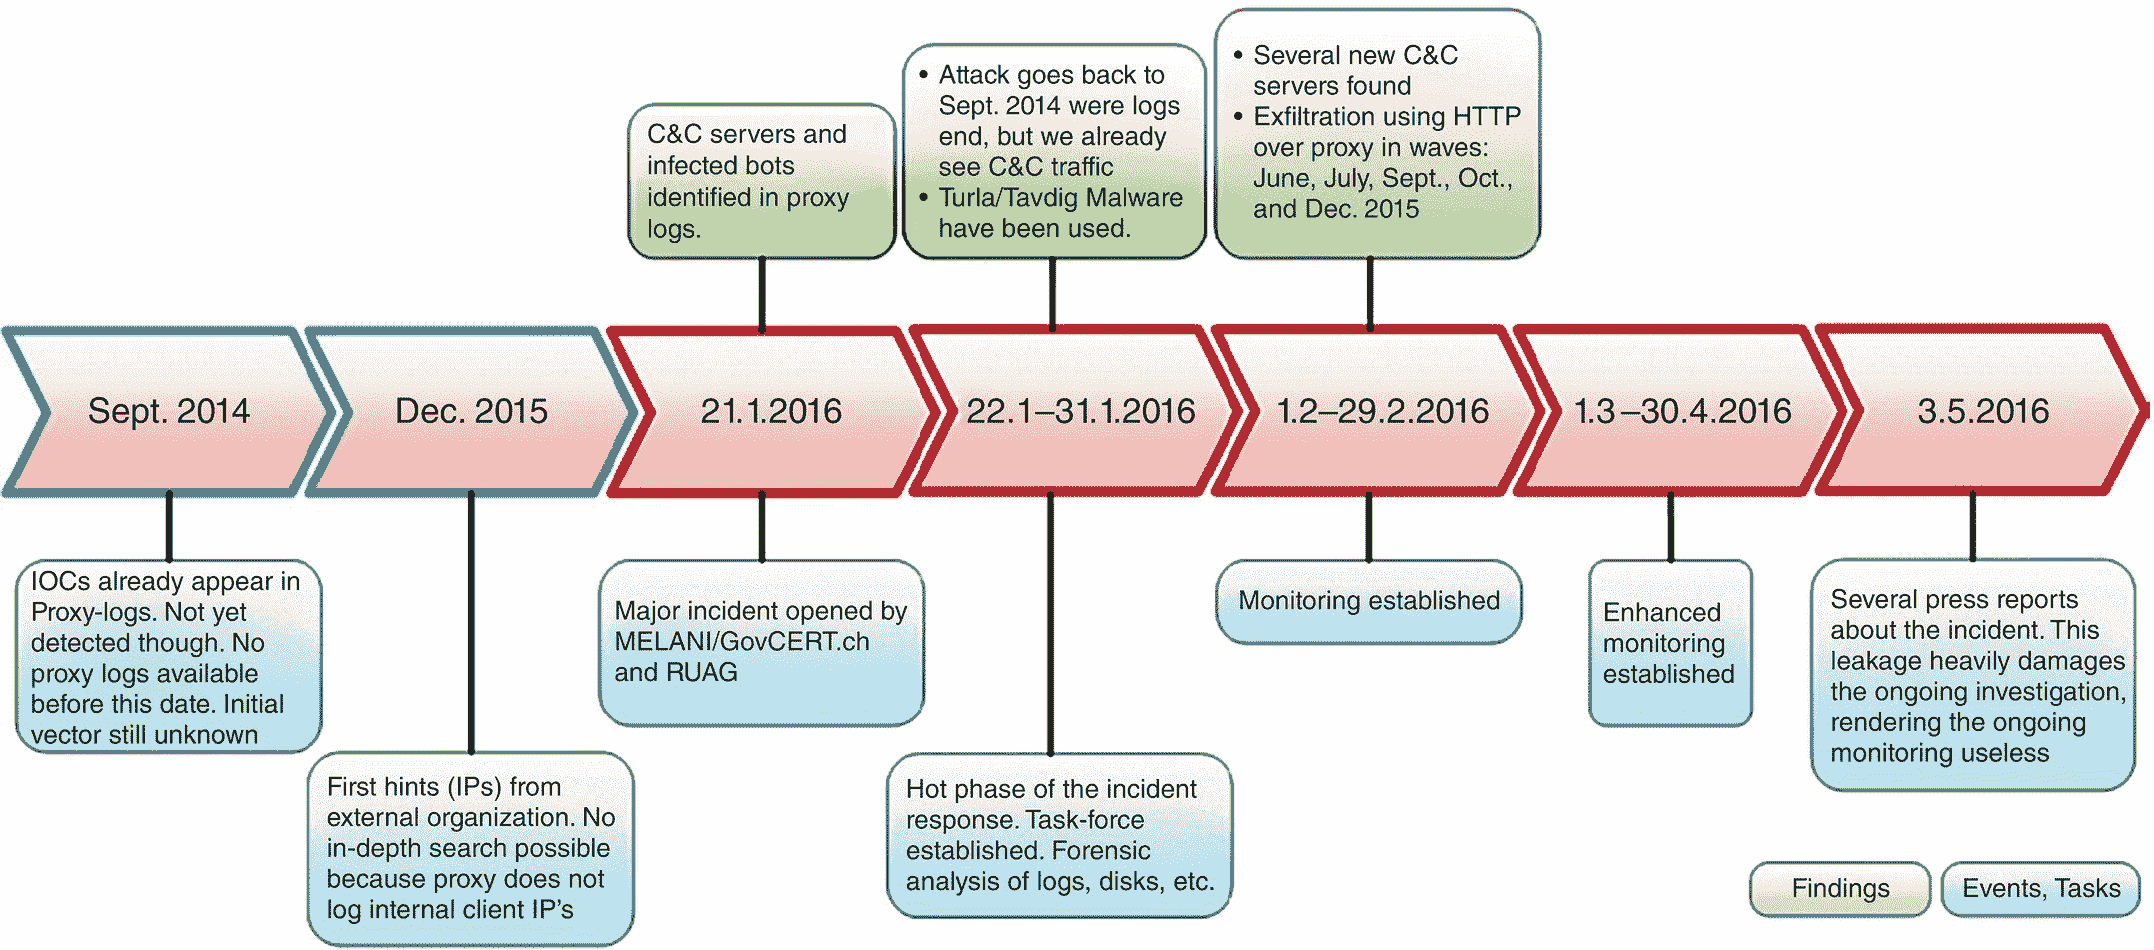 C&C servers and
infected bots
identified in proxy
logs.
• Attack goes back to
Sept. 2014 were logs
end, but we already
see C&C traffic
• Turla/Tavdig Malware
have been used.
• Several new C&C
servers found
• Exfiltration using HTTP
over proxy in waves:
June, July, Sept., Oct.,
and Dec. 2015
Sept. 2014
Dec. 2015
21.1.2016
22.1–31.1.2016
1.2–29.2.2016
1.3–30.4.2016
3.5.2016
IOCs already appear in
Proxy-logs. Not yet
detected though. No
proxy logs available
before this date. Initial
vector still unknown
First hints (IPs) from
external organization. No
in-depth search possible
because proxy does not
log internal client IP's
Major incident opened by
MELANI/GovCERT.ch
and RUAG
Hot phase of the incident
response. Task-force
established. Forensic
analysis of logs, disks, etc.
Monitoring established
Enhanced
monitoring
established
Several press reports
about the incident. This
leakage heavily damages
the ongoing investigation,
rendering the ongoing
monitoring useless
Findings
Events, Tasks